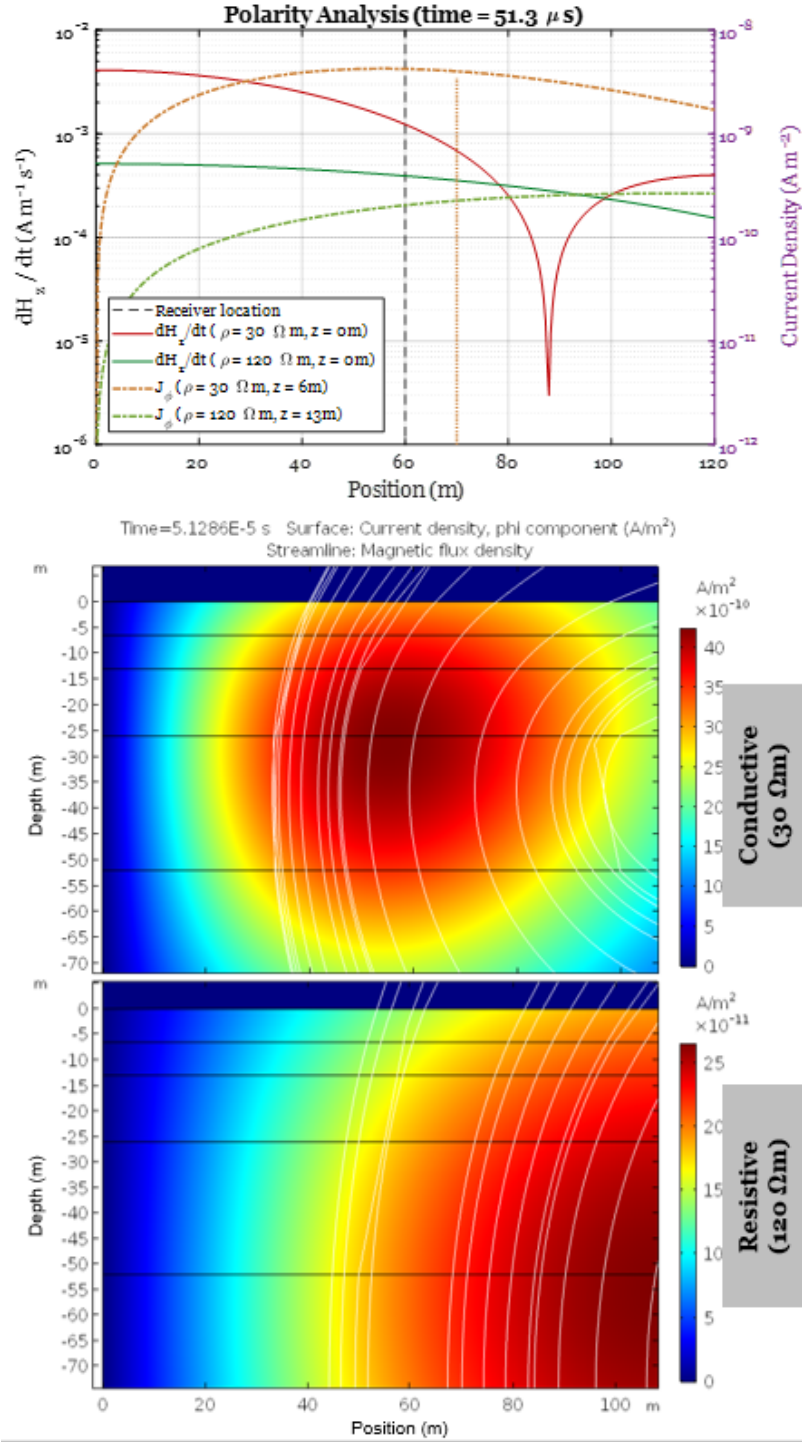 Polarity Analysis (time = 51.3 μ s)
10⁻²
10⁻³
10⁻⁴
10⁻⁵
10⁻⁶
dH_z / dt (A m⁻¹ s⁻¹)
10⁻⁸
10⁻⁹
10⁻¹⁰
10⁻¹¹
10⁻¹²
Current Density (A m⁻²)
Receiver location
dH_z/dt ( ρ = 30 Ω m, z = 0m)
dH_z/dt ( ρ = 120 Ω m, z = 0m)
J_ϕ ( ρ = 30 Ω m, z = 6m)
J_ϕ ( ρ = 120 Ω m, z = 13m)
0 20 40 60 80 100 120
Position (m)
Time=5.1286E-5 s Surface: Current density, phi component (A/m²)
Streamline: Magnetic flux density
m
0
-5
-10
-15
-20
-25
-30
-35
-40
-45
-50
-55
-60
-65
-70
Depth (m)
0 20 40 60 80 100
A/m²
×10⁻¹⁰
40
35
30
25
20
15
10
5
0
Conductive
(30 Ωm)
m
0
-5
-10
-15
-20
-25
-30
-35
-40
-45
-50
-55
-60
-65
-70
Depth (m)
A/m²
×10⁻¹¹
25
20
15
10
5
0
Resistive
(120 Ωm)
0 20 40 60 80 100 m
Position (m)